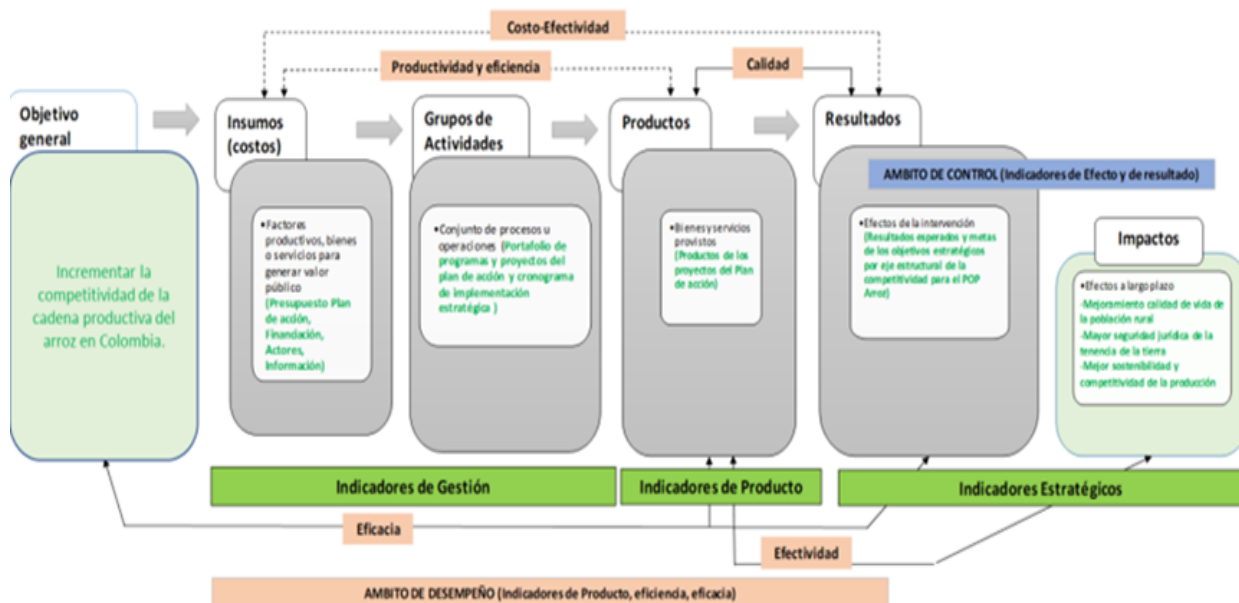 Costo-Efectividad
Productividad y eficiencia
Calidad
Objetivo
general
Insumos
(costos)
Grupos de
Actividades
Productos
Resultados
AMBITO DE CONTROL (Indicadores de Efecto y de resultado)
Incrementar la
competitividad de la
cadena productiva del
arroz en Colombia.
•Factores
productivos, bienes
o servicios para
generar valor
público
(Presupuesto Plan
de acción,
Financiación,
Actores,
Información)
•Conjunto de procesos u
operaciones (Portafolio de
programas y proyectos del
plan de acción y cronograma
de implementación
estratégica )
•Bienes y servicios
provistos
(Productos de los
proyectos del Plan
de acción)
•Efectos de la intervención
(Resultados esperados y metas
de los objetivos estratégicos
por eje estructural de la
competitividad para el POP
Arroz)
Impactos
•Efectos a largo plazo
-Mejoramiento calidad de vida de
la población rural
-Mayor seguridad jurídica de la
tenencia de la tierra
-Mejor sostenibilidad y
competitividad de la producción
Indicadores de Gestión
Indicadores de Producto
Indicadores Estratégicos
Eficacia
Efectividad
AMBITO DE DESEMPEÑO (Indicadores de Producto, eficiencia, eficacia)